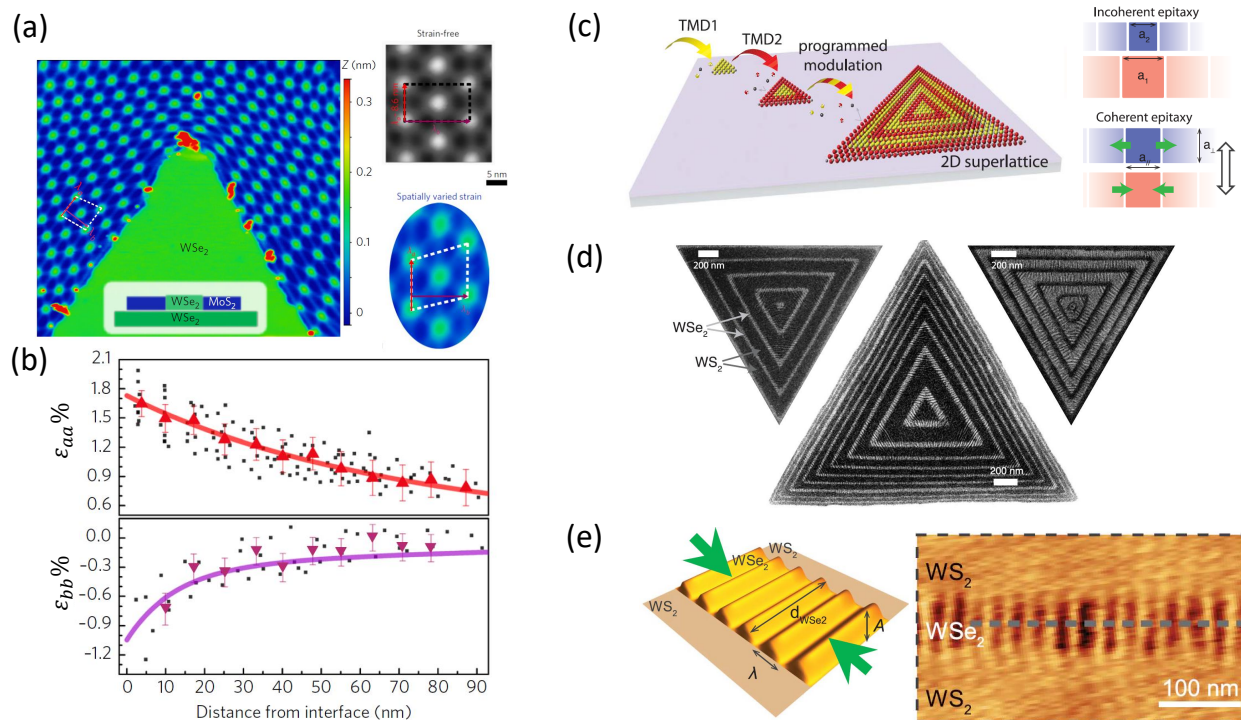 (a)
Strain-free
Z (nm)
0.3
0.2
0.1
0
WSe₂
WSe₂ MoS₂
WSe₂
5 nm
Spatially varied strain
(b)
εaa%
2.1
1.8
1.5
1.2
0.9
0.6
εbb%
0.0
-0.3
-0.6
-0.9
-1.2
0 10 20 30 40 50 60 70 80 90
Distance from interface (nm)
(c)
TMD1
TMD2
programmed
modulation
2D superlattice
Incoherent epitaxy
a₂
a₁
Coherent epitaxy
a⊥
a//
(d)
200 nm
WSe₂
WS₂
200 nm
200 nm
(e)
WS₂
WSe₂
WS₂
dWSe2
A
λ
WS₂
WSe₂
WS₂
100 nm